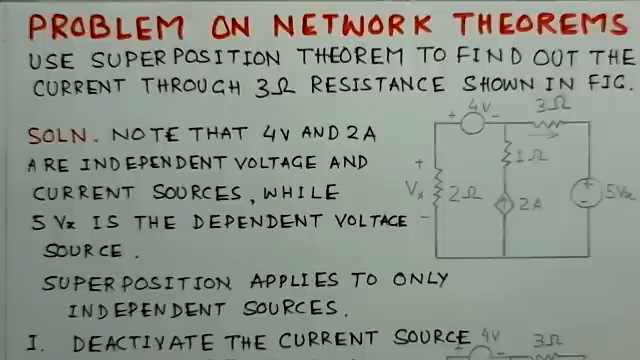 PROBLEM ON NETWORK THEOREMS
USE SUPERPOSITION THEOREM TO FIND OUT THE
CURRENT THROUGH 3Ω RESISTANCE SHOWN IN FIG.
SOLN. NOTE THAT 4V AND 2A
ARE INDEPENDENT VOLTAGE AND
CURRENT SOURCES, WHILE
5 Vx IS THE DEPENDENT VOLTAGE
SOURCE.
SUPERPOSITION APPLIES TO ONLY
INDEPENDENT SOURCES.
I. DEACTIVATE THE CURRENT SOURCE
+ 4V -
3Ω
1Ω
+
Vx
-
2Ω
2A
+
-
5Vx
4V
3Ω